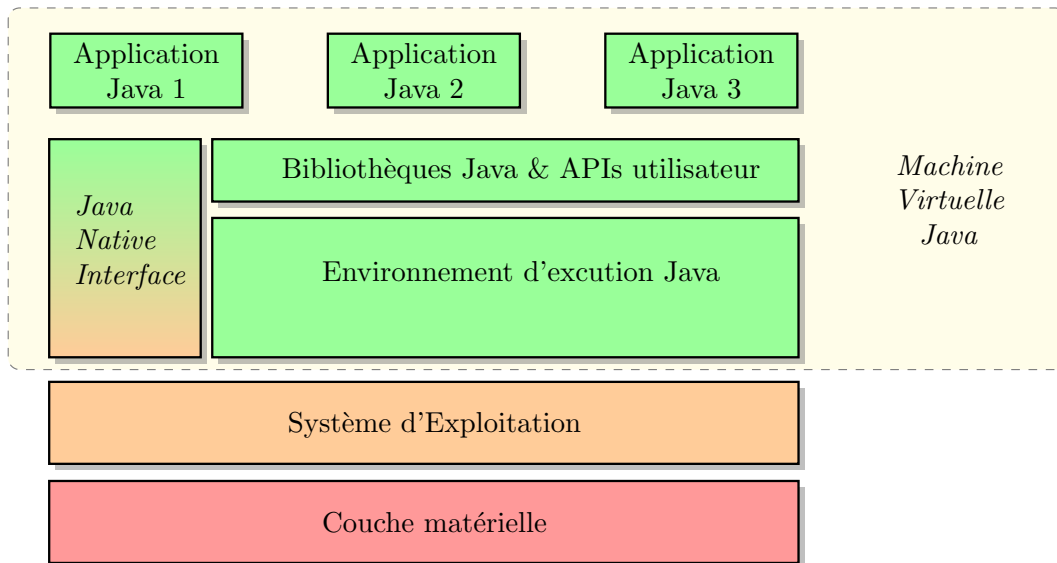 Application
Java 1
Application
Java 2
Application
Java 3
Bibliothèques Java & APIs utilisateur
Machine
Virtuelle
Java
Java
Native
Interface
Environnement d'excution Java
Système d'Exploitation
Couche matérielle